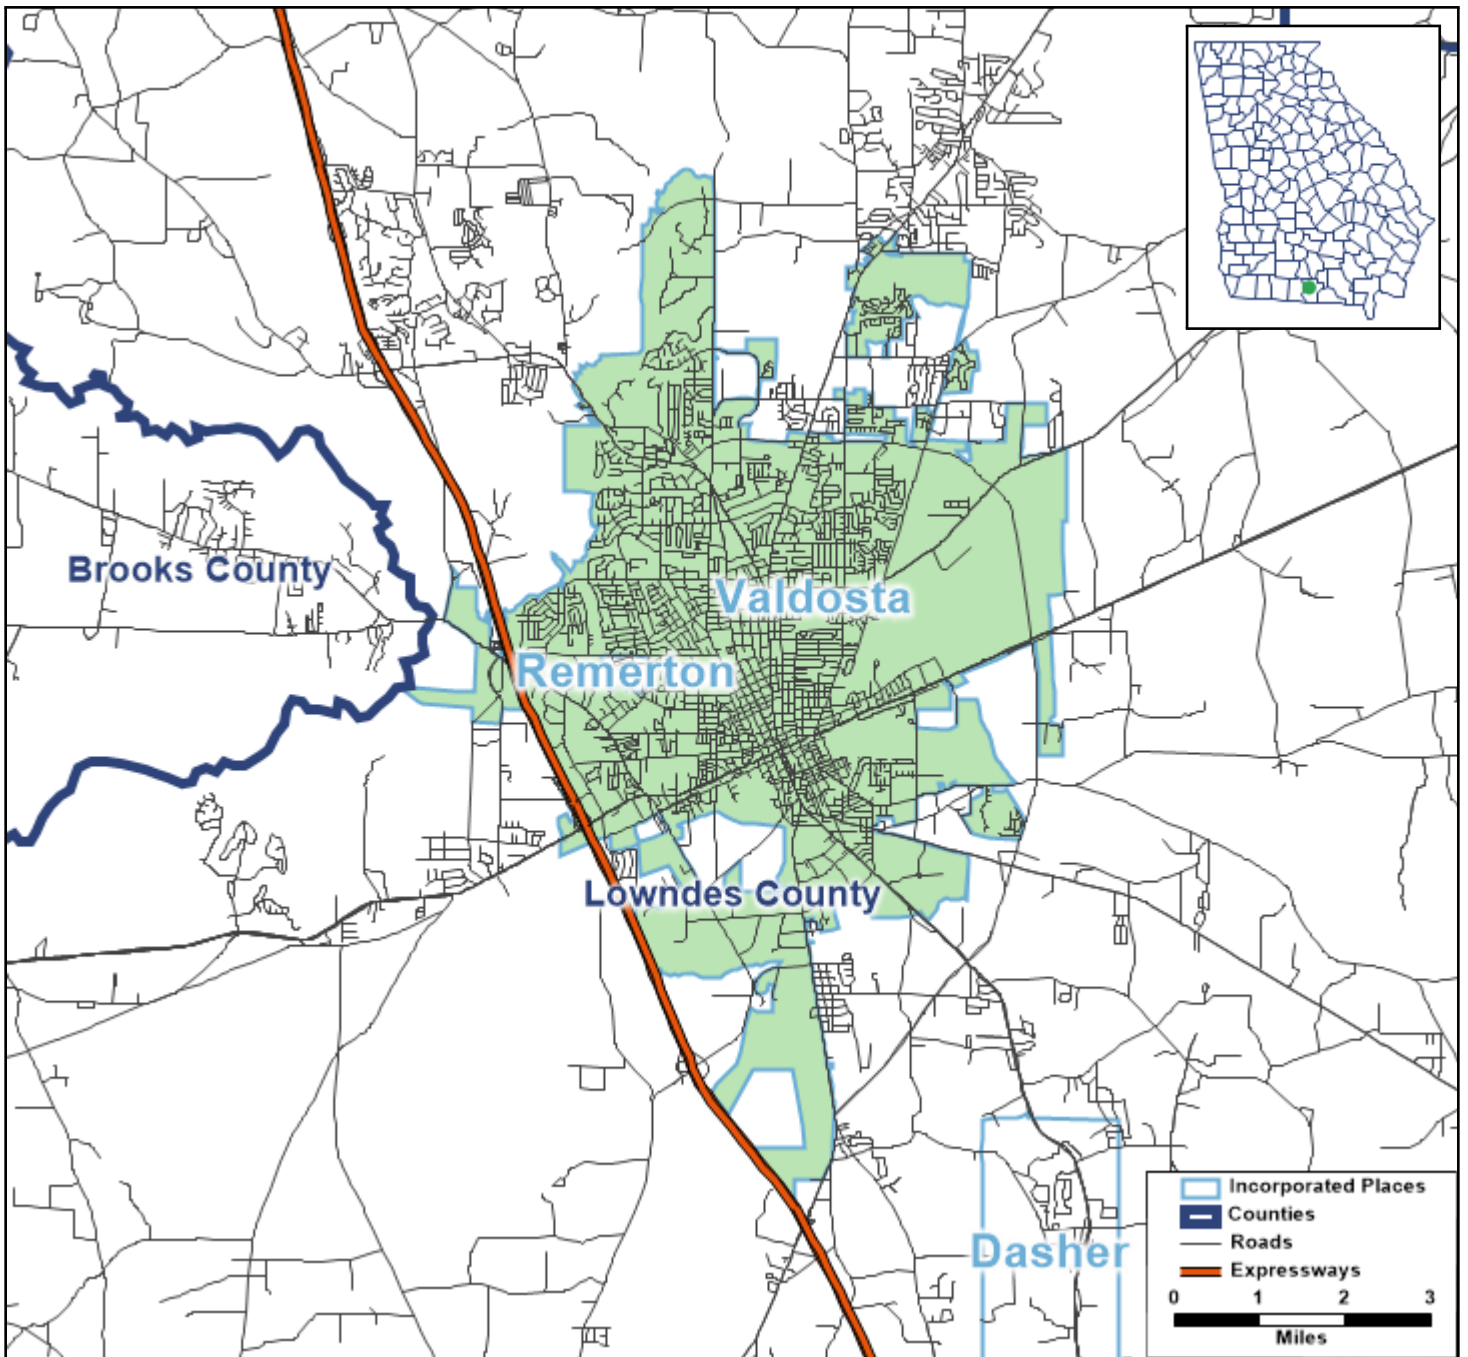 Brooks County
Valdosta
Remerton
Lowndes County
Dasher
Incorporated Places
Counties
Roads
Expressways
0 1 2 3
Miles